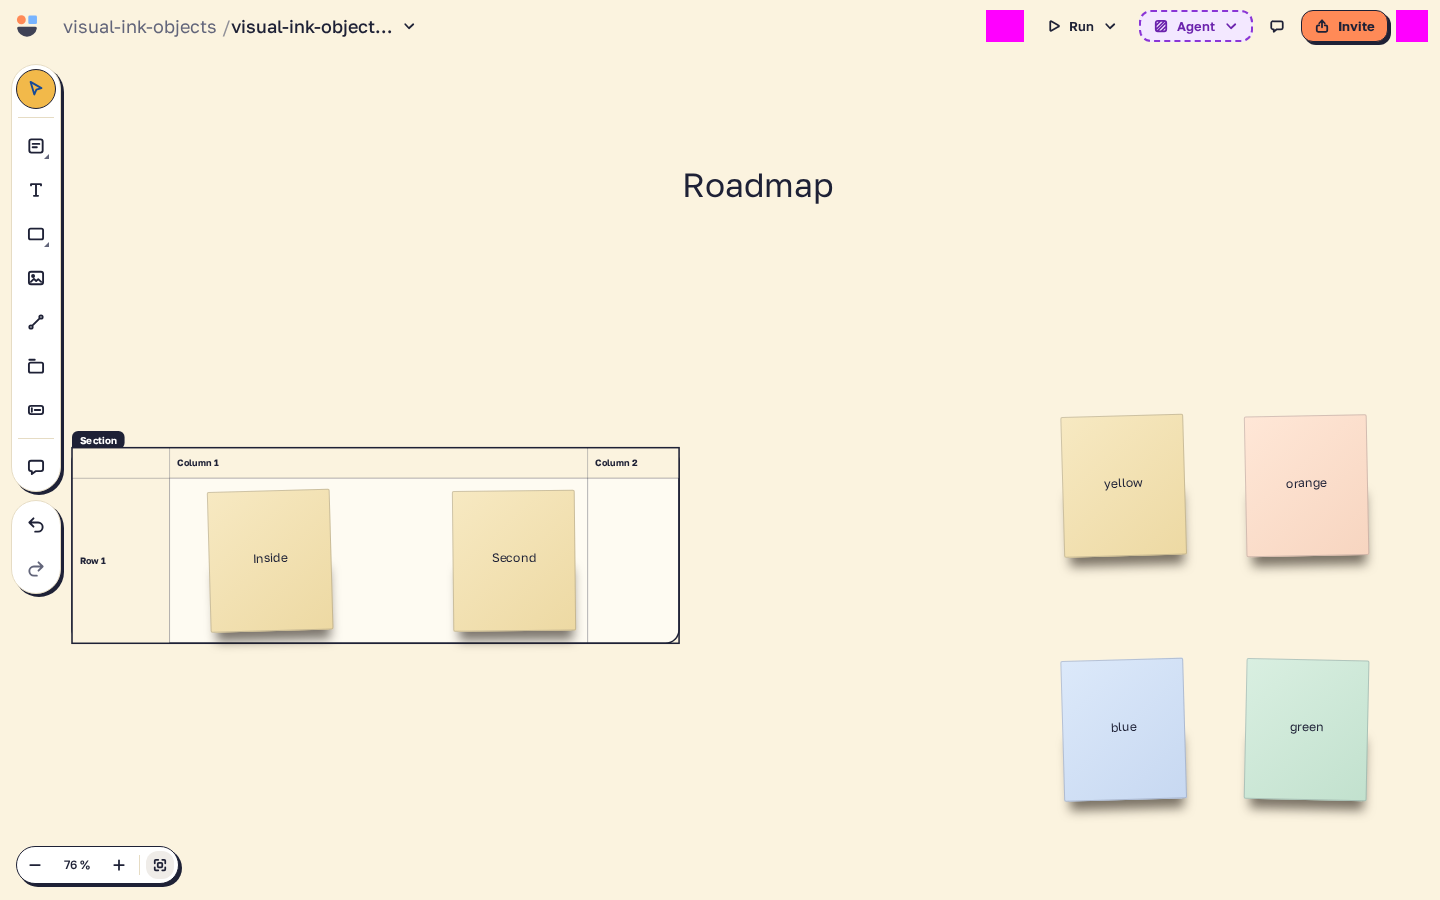 visual-ink-objects / visual-ink-object...
Run
Agent
Invite
Roadmap
Section
Column 1
Column 2
Row 1
Inside
Second
yellow
orange
blue
green
76 %